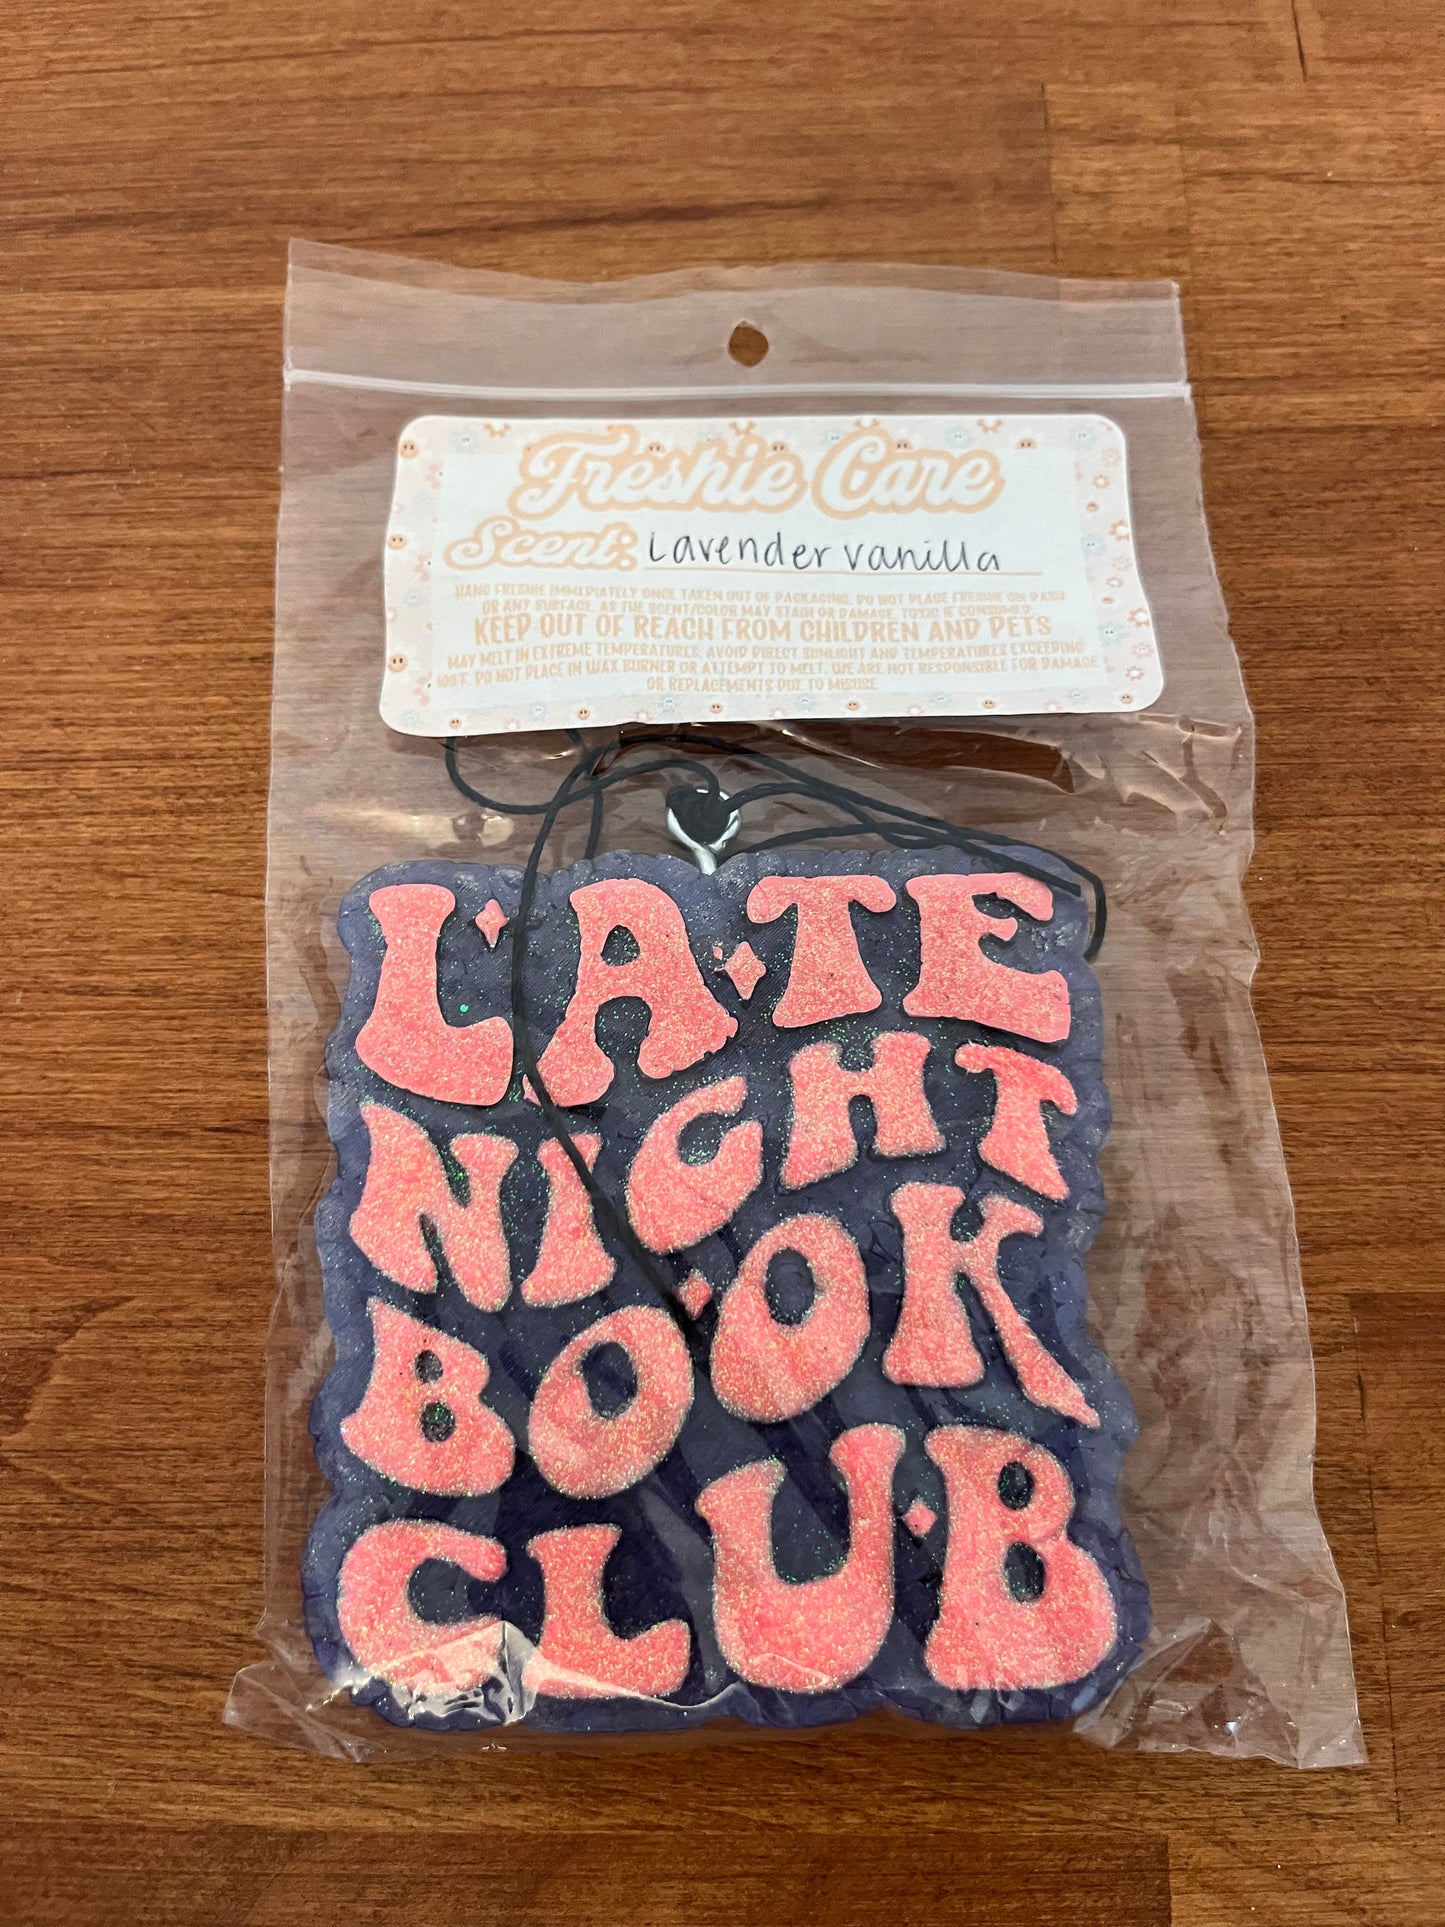 Freshie Care
Scent: Lavender vanilla
HANG FRESHIE IMMEDIATELY ONCE TAKEN OUT OF PACKAGING. DO NOT PLACE FRESHIE ON DASH
OR ANY SURFACE, AS THE SCENT/COLOR MAY STAIN OR DAMAGE. TOXIC IF CONSUMED.
KEEP OUT OF REACH FROM CHILDREN AND PETS
MAY MELT IN EXTREME TEMPERATURES, AVOID DIRECT SUNLIGHT AND TEMPERATURES EXCEEDING
100°F. DO NOT PLACE IN WAX BURNER OR ATTEMPT TO MELT. WE ARE NOT RESPONSIBLE FOR DAMAGE
OR REPLACEMENTS DUE TO MISUSE
LATE
NIGHT
BOOK
CLUB